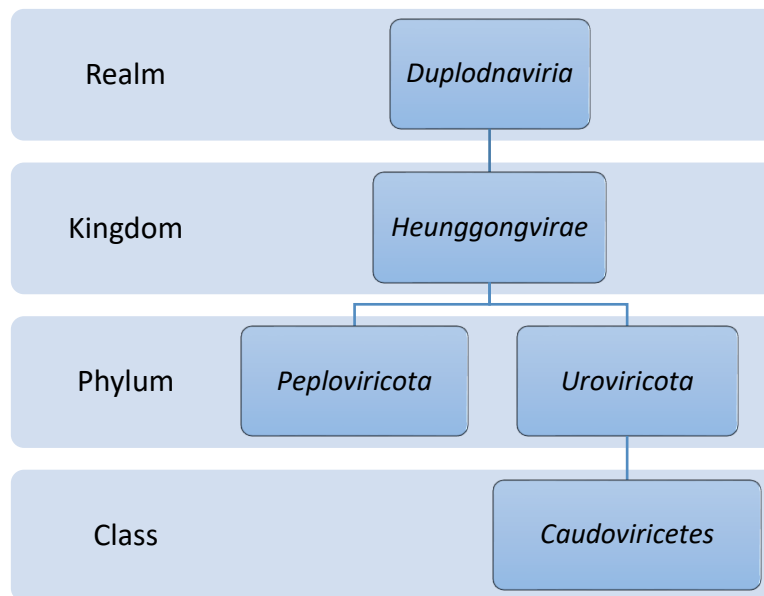 Realm
Duplodnaviria
Kingdom
Heunggongvirae
Phylum
Peploviricota
Uroviricota
Class
Caudoviricetes